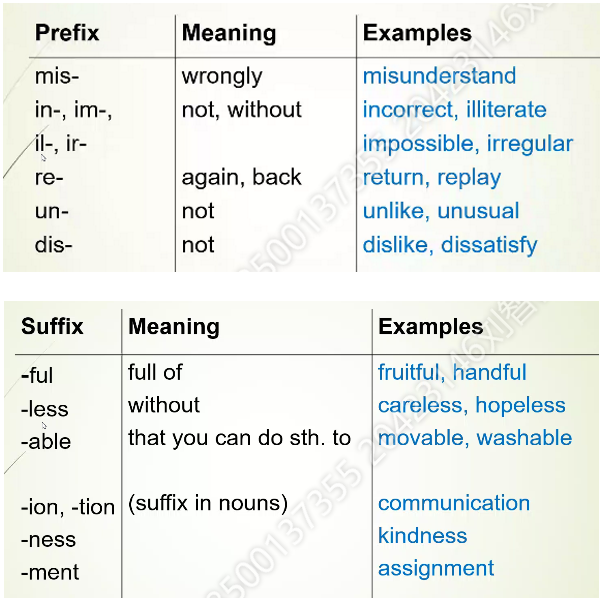 Prefix Meaning Examples
mis- wrongly misunderstand
in-, im-, not, without incorrect, illiterate
il-, ir- impossible, irregular
re- again, back return, replay
un- not unlike, unusual
dis- not dislike, dissatisfy
Suffix Meaning Examples
-ful full of fruitful, handful
-less without careless, hopeless
-able that you can do sth. to movable, washable
-ion, -tion (suffix in nouns) communication
-ness kindness
-ment assignment